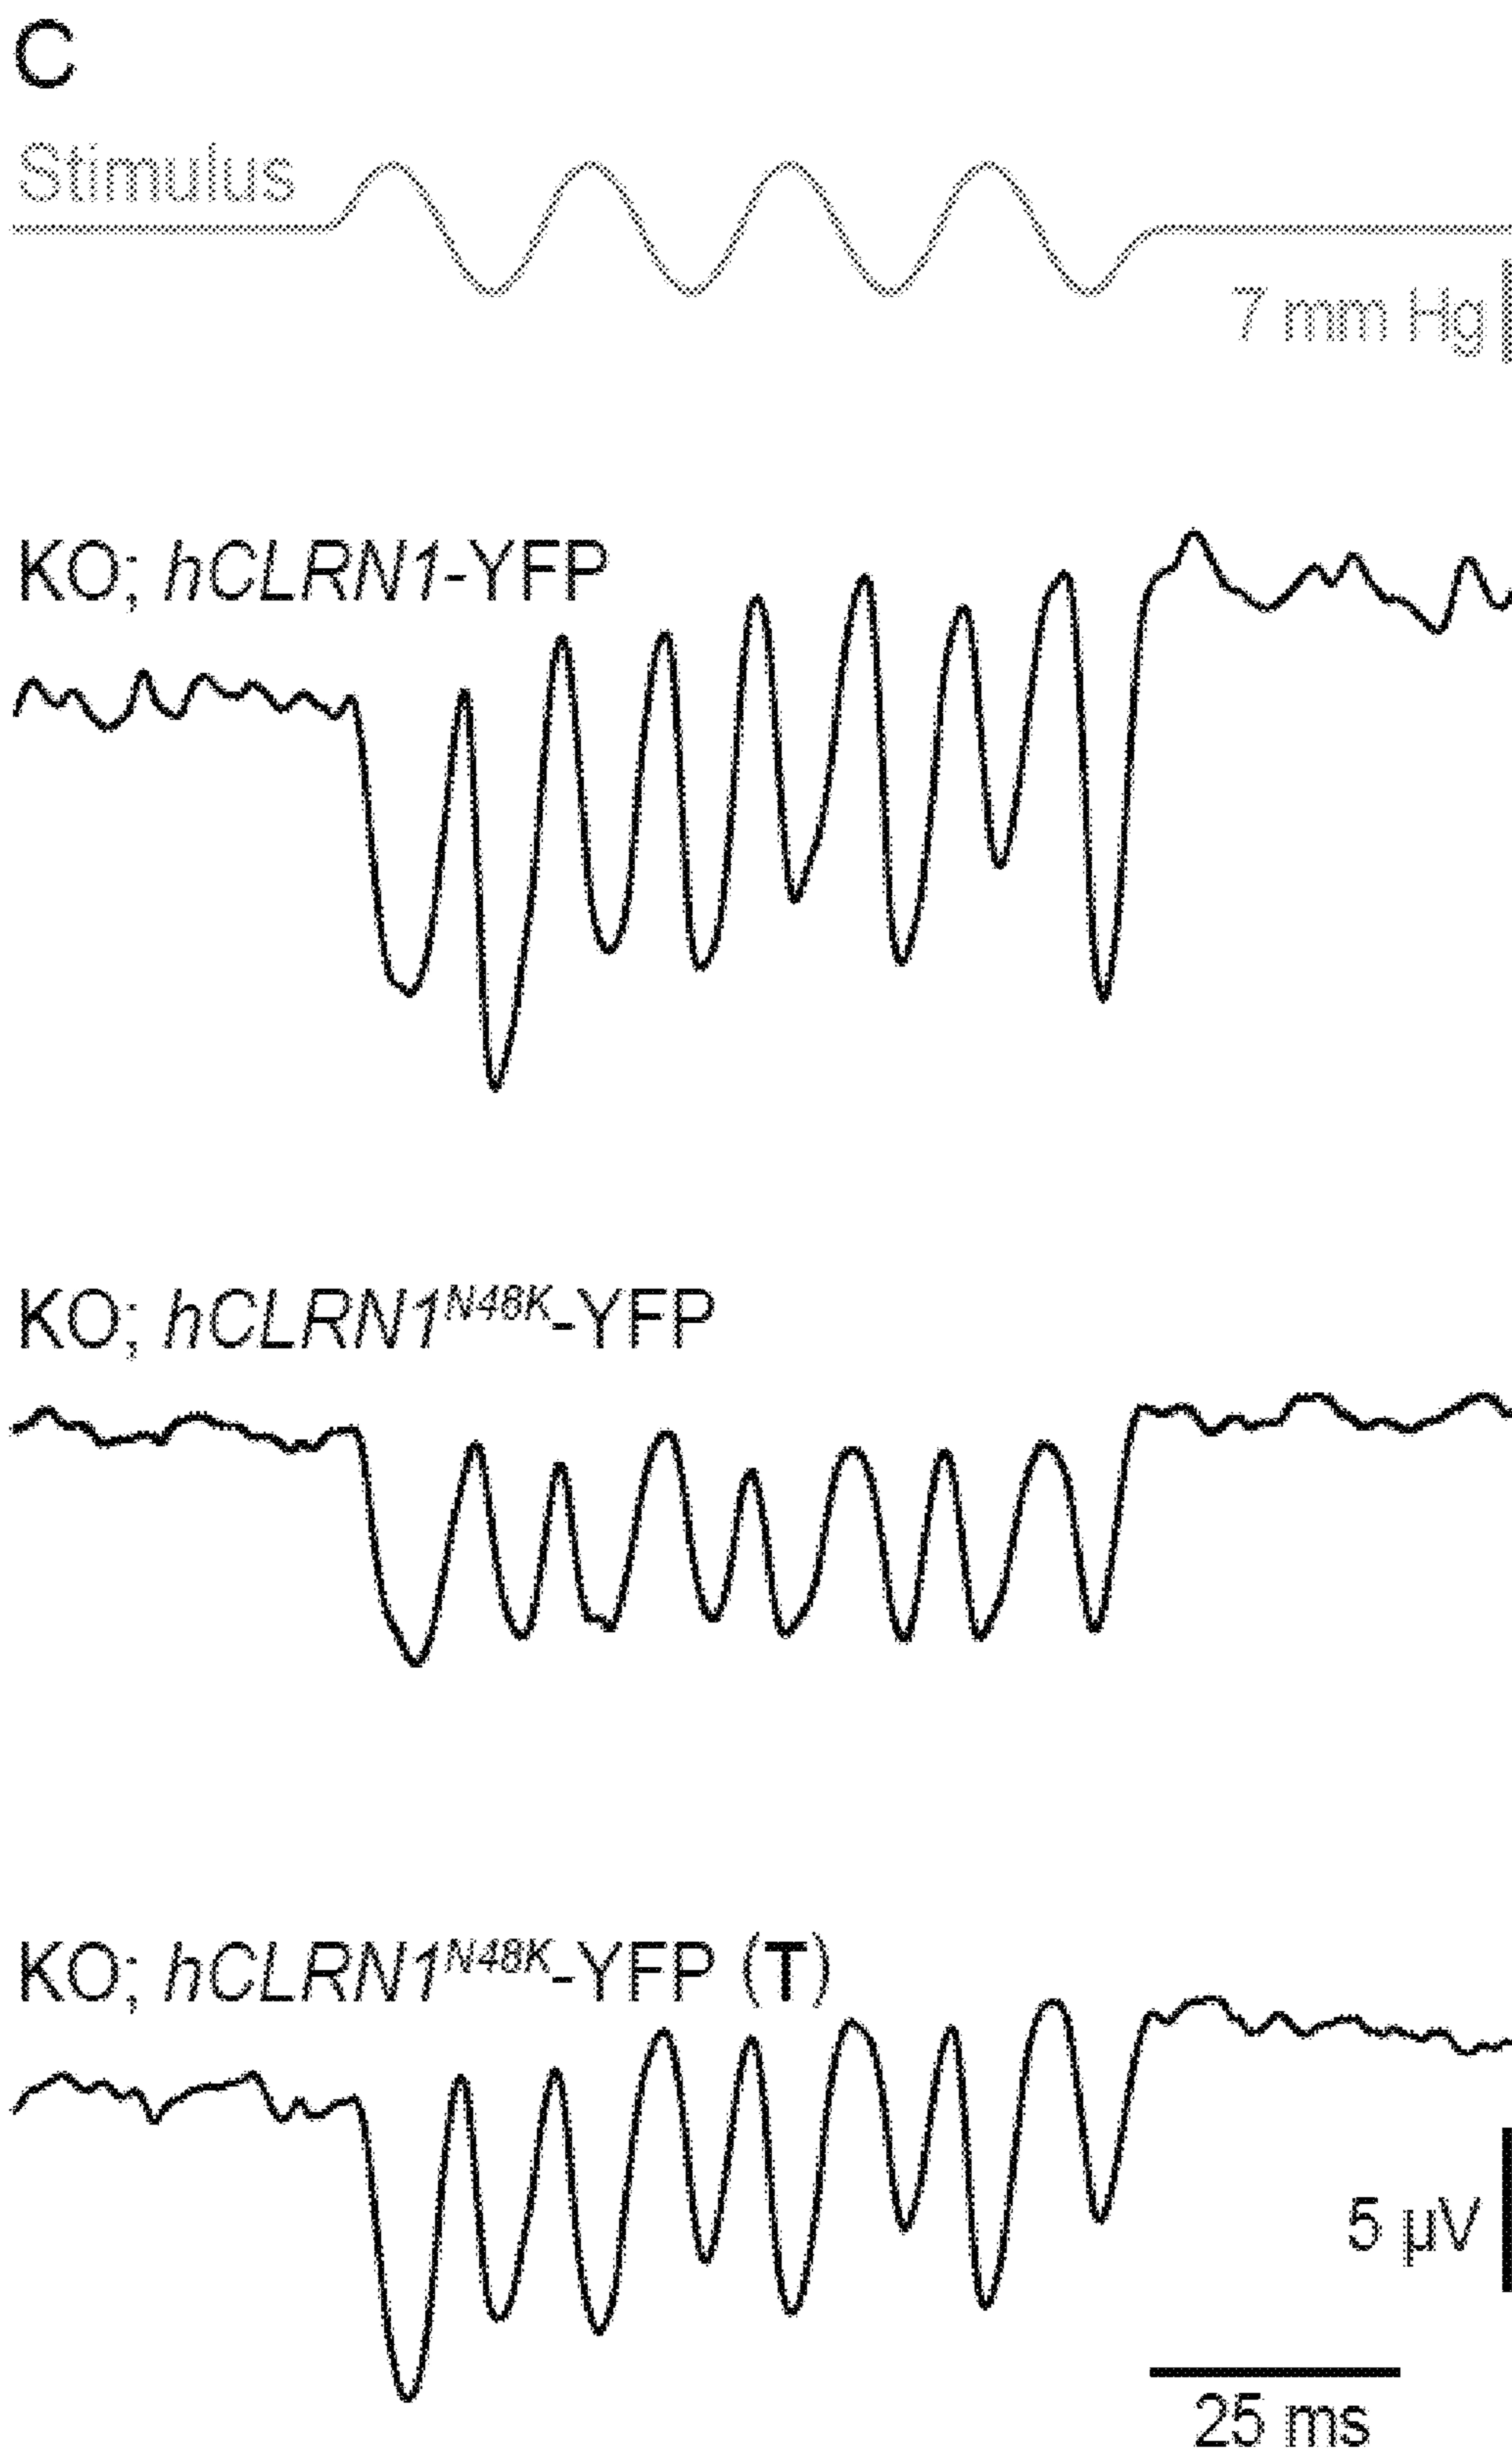 C
Stimulus
7 mm Hg
KO; hCLRN1-YFP
KO; hCLRN1N48K-YFP
KO; hCLRN1N48K-YFP (T)
5 µV
25 ms